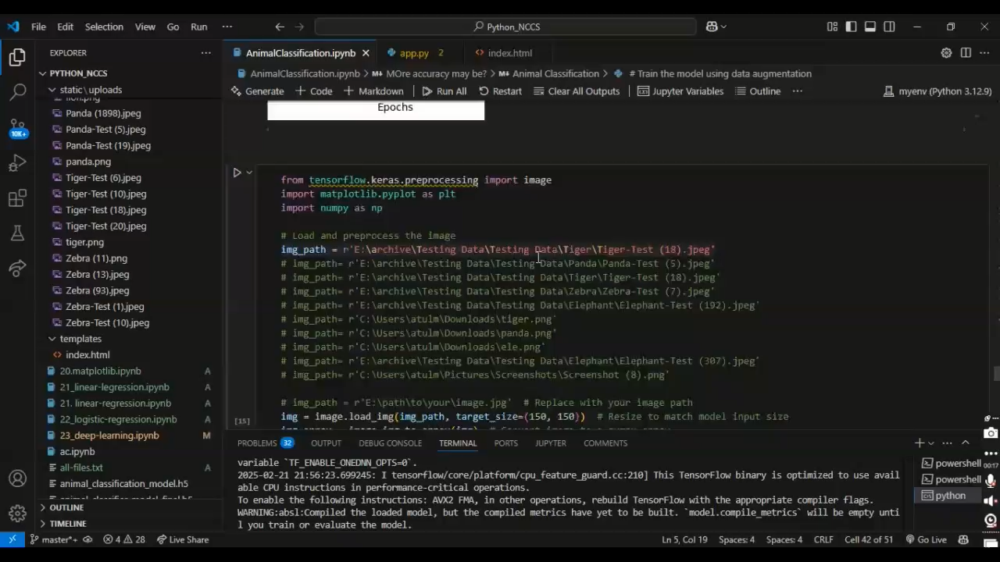 File Edit Selection View Go Run ··· Python_NCCS
EXPLORER ···
PYTHON_NCCS
static\uploads
lion.png
Panda (1898).jpeg
Panda-Test (5).jpeg
Panda-Test (19).jpeg
panda.png
Tiger-Test (6).jpeg
Tiger-Test (10).jpeg
Tiger-Test (18).jpeg
Tiger-Test (20).jpeg
tiger.png
Zebra (11).png
Zebra (13).jpeg
Zebra (93).jpeg
Zebra-Test (1).jpeg
Zebra-Test (10).jpeg
templates
index.html
20.matplotlib.ipynb A
21_linear-legression.ipynb A
21. linear-regression.ipynb A
22_logistic-regression.ipynb A
23_deep-learning.ipynb M
ac.ipynb
all-files.txt A
animal_classification_model.h5
OUTLINE
TIMELINE
10K+
AnimalClassification.ipynb app.py 2 index.html
AnimalClassification.ipynb > MOre accuracy may be? > Animal Classification > # Train the model using data augmentation
Generate + Code + Markdown Run All Restart Clear All Outputs Jupyter Variables Outline ··· myenv (Python 3.12.9)
Epochs
from tensorflow.keras.preprocessing import image
import matplotlib.pyplot as plt
import numpy as np
# Load and preprocess the image
img_path = r'E:\archive\Testing Data\Testing Data\Tiger\Tiger-Test (18).jpeg'
# img_path= r'E:\archive\Testing Data\Testing Data\Panda\Panda-Test (5).jpeg'
# img_path= r'E:\archive\Testing Data\Testing Data\Tiger\Tiger-Test (18).jpeg'
# img_path= r'E:\archive\Testing Data\Testing Data\Zebra\Zebra-Test (7).jpeg'
# img_path= r'E:\archive\Testing Data\Testing Data\Elephant\Elephant-Test (192).jpeg'
# img_path= r'C:\Users\atulm\Downloads\tiger.png'
# img_path= r'C:\Users\atulm\Downloads\panda.png'
# img_path= r'C:\Users\atulm\Downloads\ele.png'
# img_path= r'E:\archive\Testing Data\Testing Data\Elephant\Elephant-Test (307).jpeg'
# img_path= r'C:\Users\atulm\Pictures\Screenshots\Screenshot (8).png'
# img_path = r'E:\path\to\your\image.jpg' # Replace with your image path
[15] img = image.load_img(img_path, target_size=(150, 150)) # Resize to match model input size
PROBLEMS 32 OUTPUT DEBUG CONSOLE TERMINAL PORTS JUPYTER COMMENTS
variable `TF_ENABLE_ONEDNN_OPTS=0`.
2025-02-21 21:56:23.699245: I tensorflow/core/platform/cpu_feature_guard.cc:210] This TensorFlow binary is optimized to use avail
able CPU instructions in performance-critical operations.
To enable the following instructions: AVX2 FMA, in other operations, rebuild TensorFlow with the appropriate compiler flags.
WARNING:absl:Compiled the loaded model, but the compiled metrics have yet to be built. `model.compile_metrics` will be empty unti
l you train or evaluate the model.
powershell
powershell
python
00:17
master*+ 4 28 Live Share Ln 5, Col 19 Spaces: 4 Spaces: 4 CRLF Cell 42 of 51 Go Live